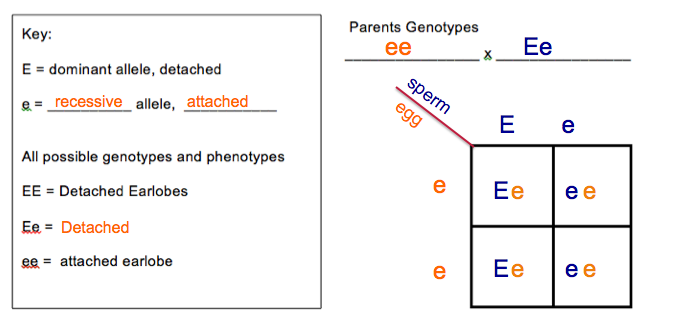 Key:
E = dominant allele, detached
e = recessive allele, attached
All possible genotypes and phenotypes
EE = Detached Earlobes
Ee = Detached
ee = attached earlobe
Parents Genotypes
ee x Ee
sperm
egg
E e
e Ee ee
e Ee ee